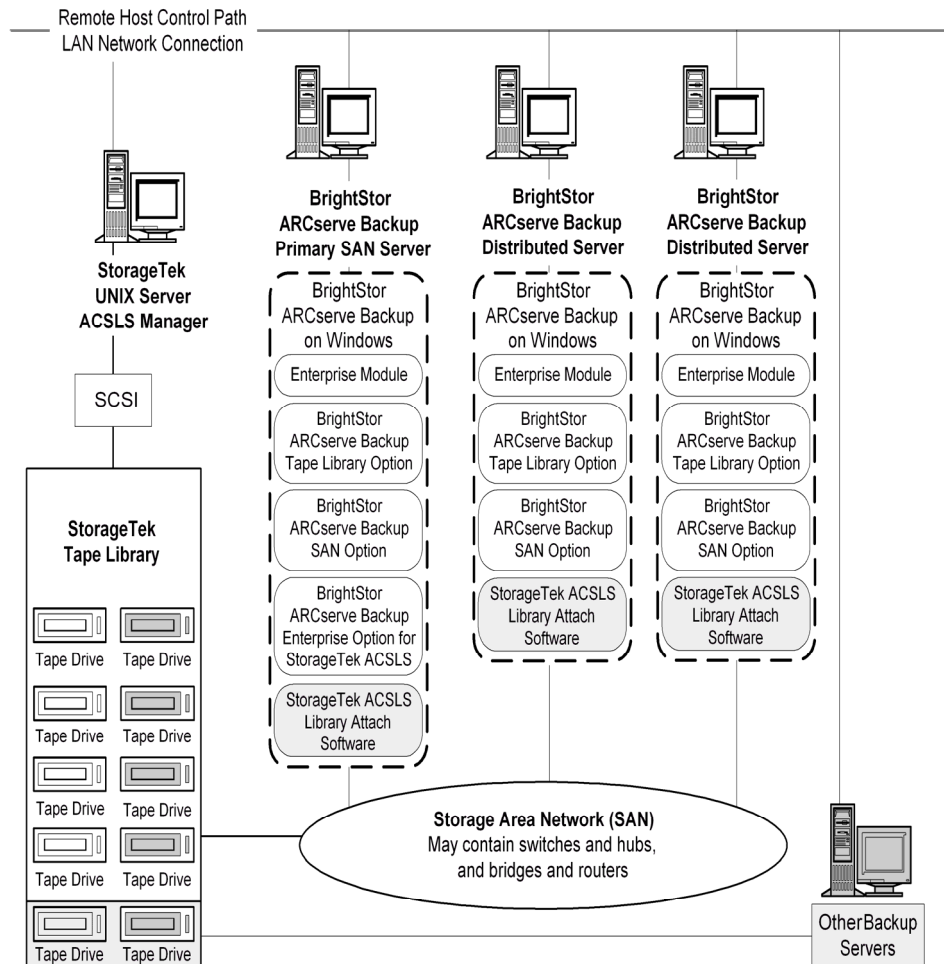 Remote Host Control Path
LAN Network Connection
StorageTek
UNIX Server
ACSLS Manager
SCSI
StorageTek
Tape Library
Tape Drive
Tape Drive
Tape Drive
Tape Drive
Tape Drive
Tape Drive
Tape Drive
Tape Drive
Tape Drive
Tape Drive
BrightStor
ARCserve Backup
Primary SAN Server
BrightStor
ARCserve Backup
on Windows
Enterprise Module
BrightStor
ARCserve Backup
Tape Library Option
BrightStor
ARCserve Backup
SAN Option
BrightStor
ARCserve Backup
Enterprise Option for
StorageTek ACSLS
StorageTek ACSLS
Library Attach
Software
BrightStor
ARCserve Backup
Distributed Server
BrightStor
ARCserve Backup
on Windows
Enterprise Module
BrightStor
ARCserve Backup
Tape Library Option
BrightStor
ARCserve Backup
SAN Option
StorageTek ACSLS
Library Attach
Software
BrightStor
ARCserve Backup
Distributed Server
BrightStor
ARCserve Backup
on Windows
Enterprise Module
BrightStor
ARCserve Backup
Tape Library Option
BrightStor
ARCserve Backup
SAN Option
StorageTek ACSLS
Library Attach
Software
Storage Area Network (SAN)
May contain switches and hubs,
and bridges and routers
OtherBackup
Servers